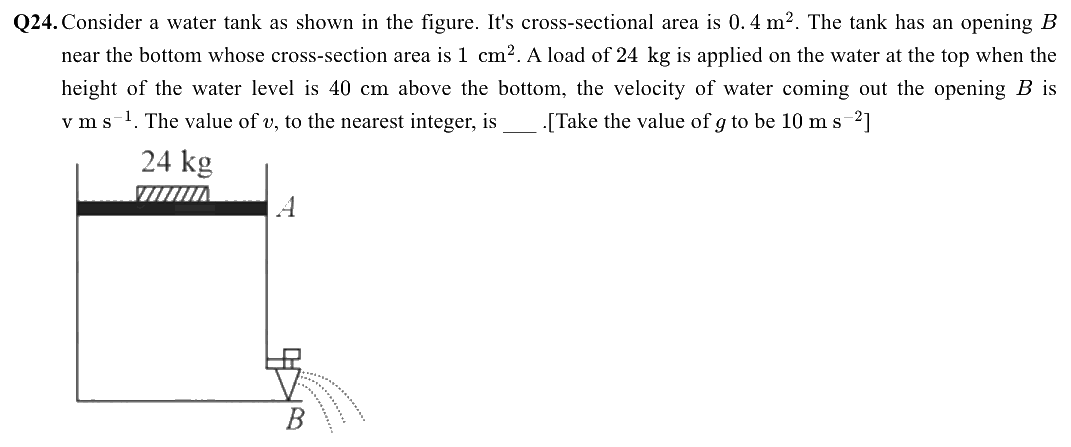 Q24. Consider a water tank as shown in the figure. It's cross-sectional area is 0. 4 m². The tank has an opening B
near the bottom whose cross-section area is 1 cm². A load of 24 kg is applied on the water at the top when the
height of the water level is 40 cm above the bottom, the velocity of water coming out the opening B is
v m s⁻¹. The value of v, to the nearest integer, is ___ .[Take the value of g to be 10 m s⁻²]
24 kg
A
B